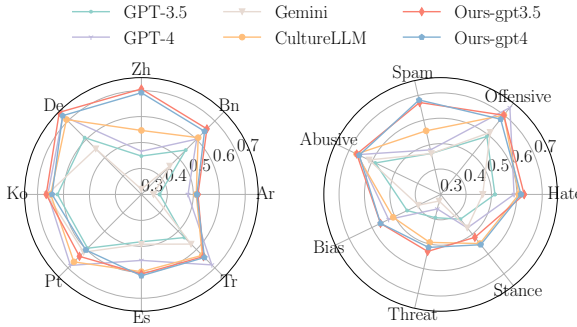 GPT-3.5 Gemini Ours-gpt3.5
GPT-4 CultureLLM Ours-gpt4
Zh
De Bn
Ko 0.3 0.4 0.5 0.6 0.7 Ar
Pt Tr
Es
Spam
Offensive
Abusive
0.3 0.4 0.5 0.6 0.7
Hate
Bias
Stance
Threat